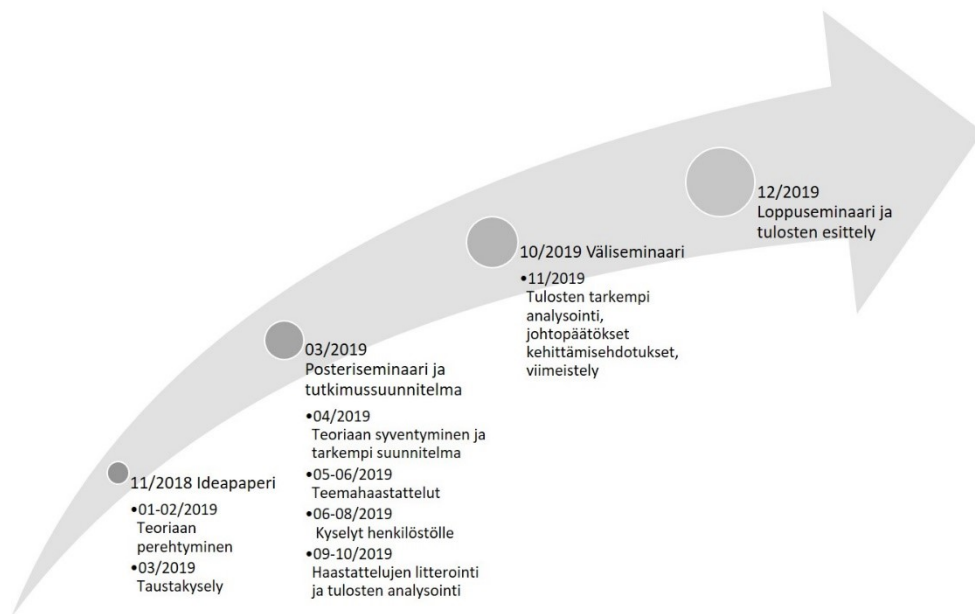 11/2018 Ideapaperi
•01-02/2019
Teoriaan
perehtyminen
•03/2019
Taustakysely
03/2019
Posteriseminaari ja
tutkimussuunnitelma
•04/2019
Teoriaan syventyminen ja
tarkempi suunnitelma
•05-06/2019
Teemahaastattelut
•06-08/2019
Kyselyt henkilöstölle
•09-10/2019
Haastattelujen litterointi
ja tulosten analysointi
10/2019 Väliseminaari
•11/2019
Tulosten tarkempi
analysointi,
johtopäätökset
kehittämisehdotukset,
viimeistely
12/2019
Loppuseminaari ja
tulosten esittely